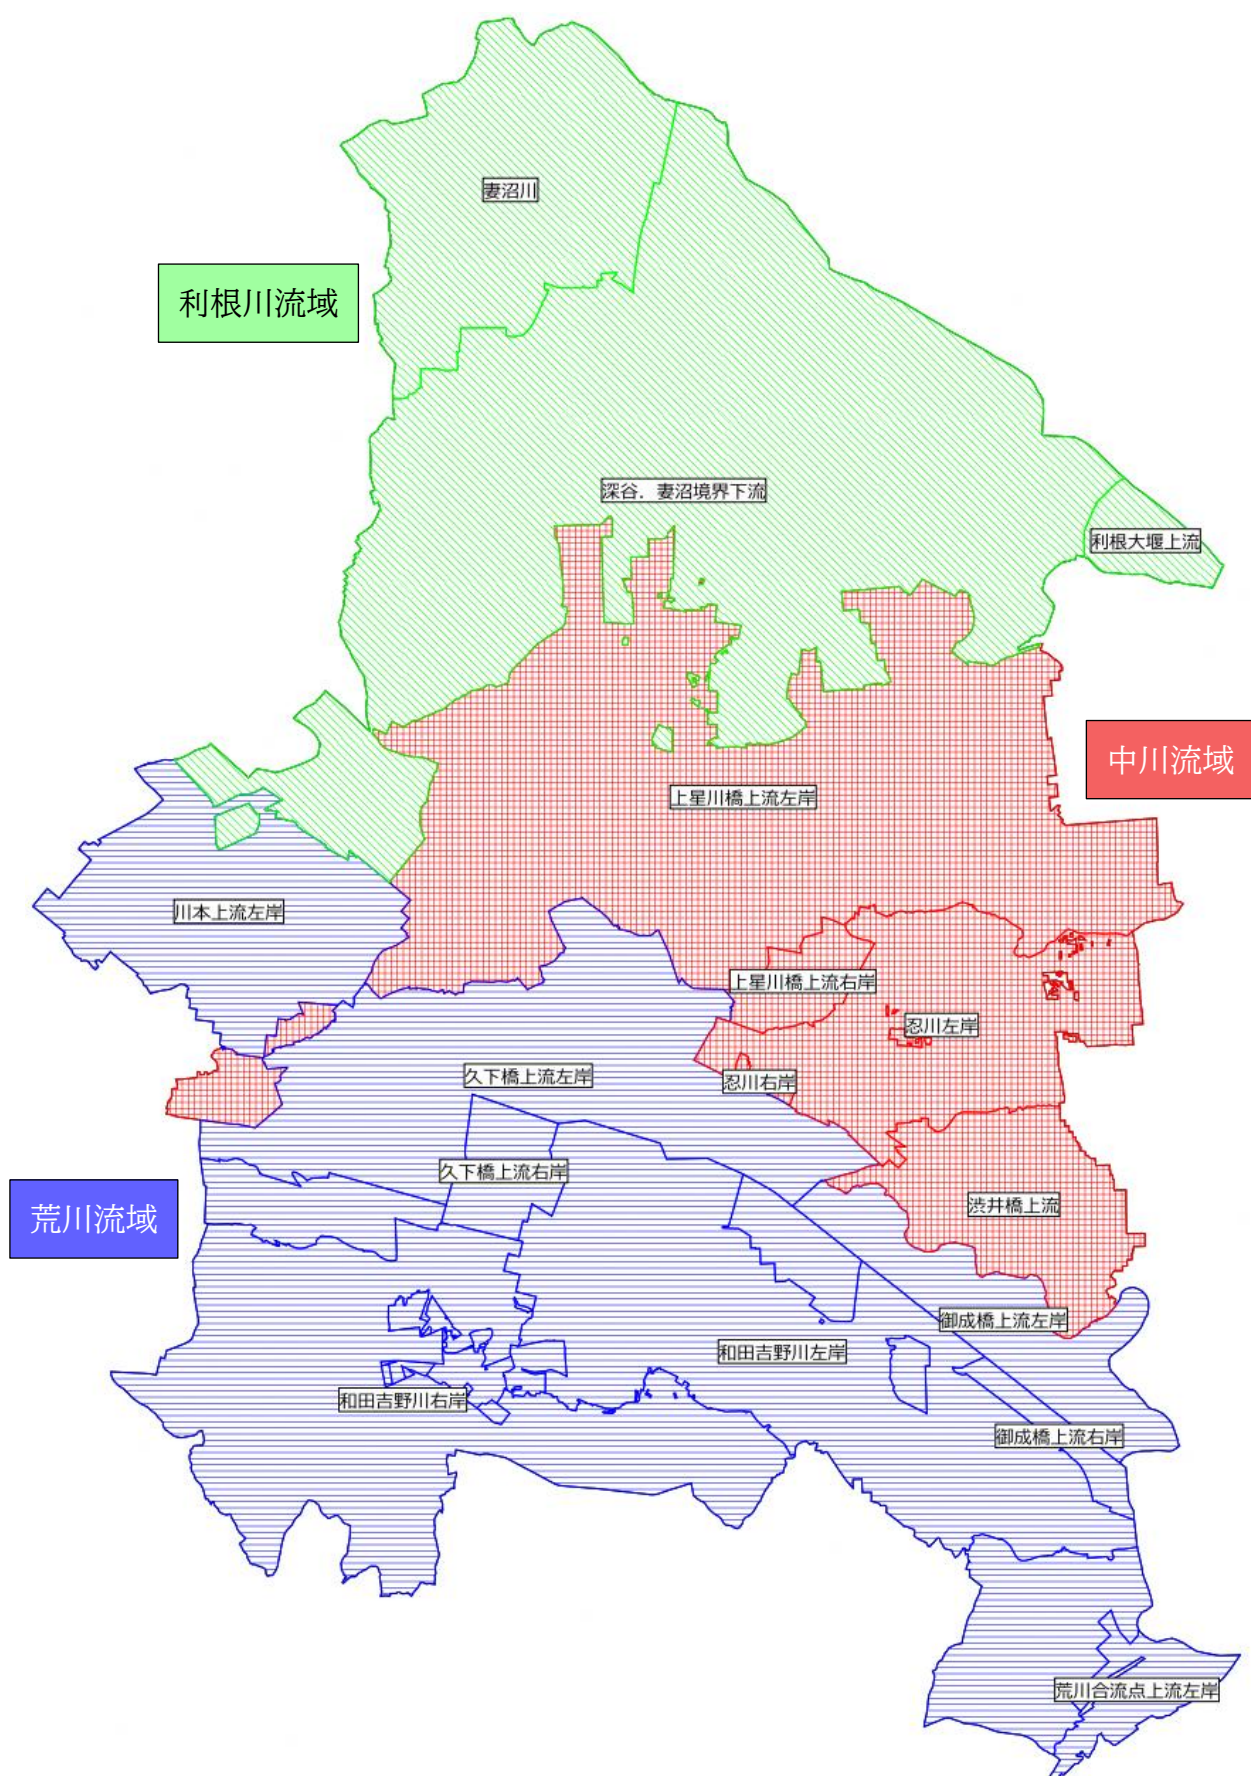 妻沼川
利根川流域
深谷．妻沼境界下流
利根大堰上流
中川流域
上星川橋上流左岸
川本上流左岸
上星川橋上流右岸
忍川左岸
久下橋上流左岸
忍川右岸
久下橋上流右岸
荒川流域
渋井橋上流
御成橋上流左岸
和田吉野川左岸
和田吉野川右岸
御成橋上流右岸
荒川合流点上流左岸